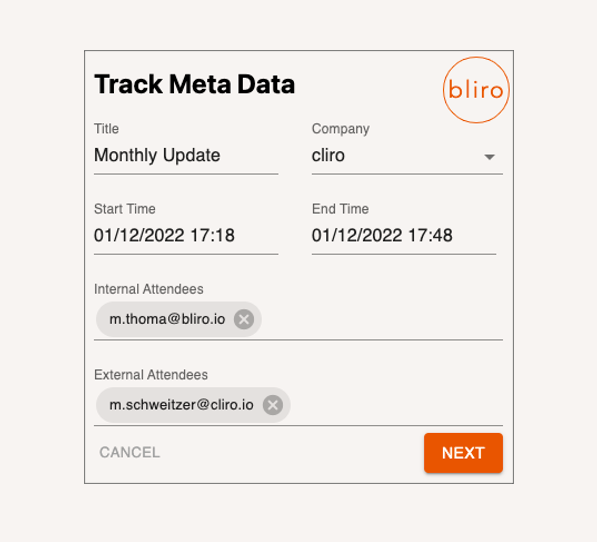 Track Meta Data
bliro
Title
Company
Monthly Update
cliro
Start Time
End Time
01/12/2022 17:18
01/12/2022 17:48
Internal Attendees
m.thoma@bliro.io
External Attendees
m.schweitzer@cliro.io
CANCEL
NEXT